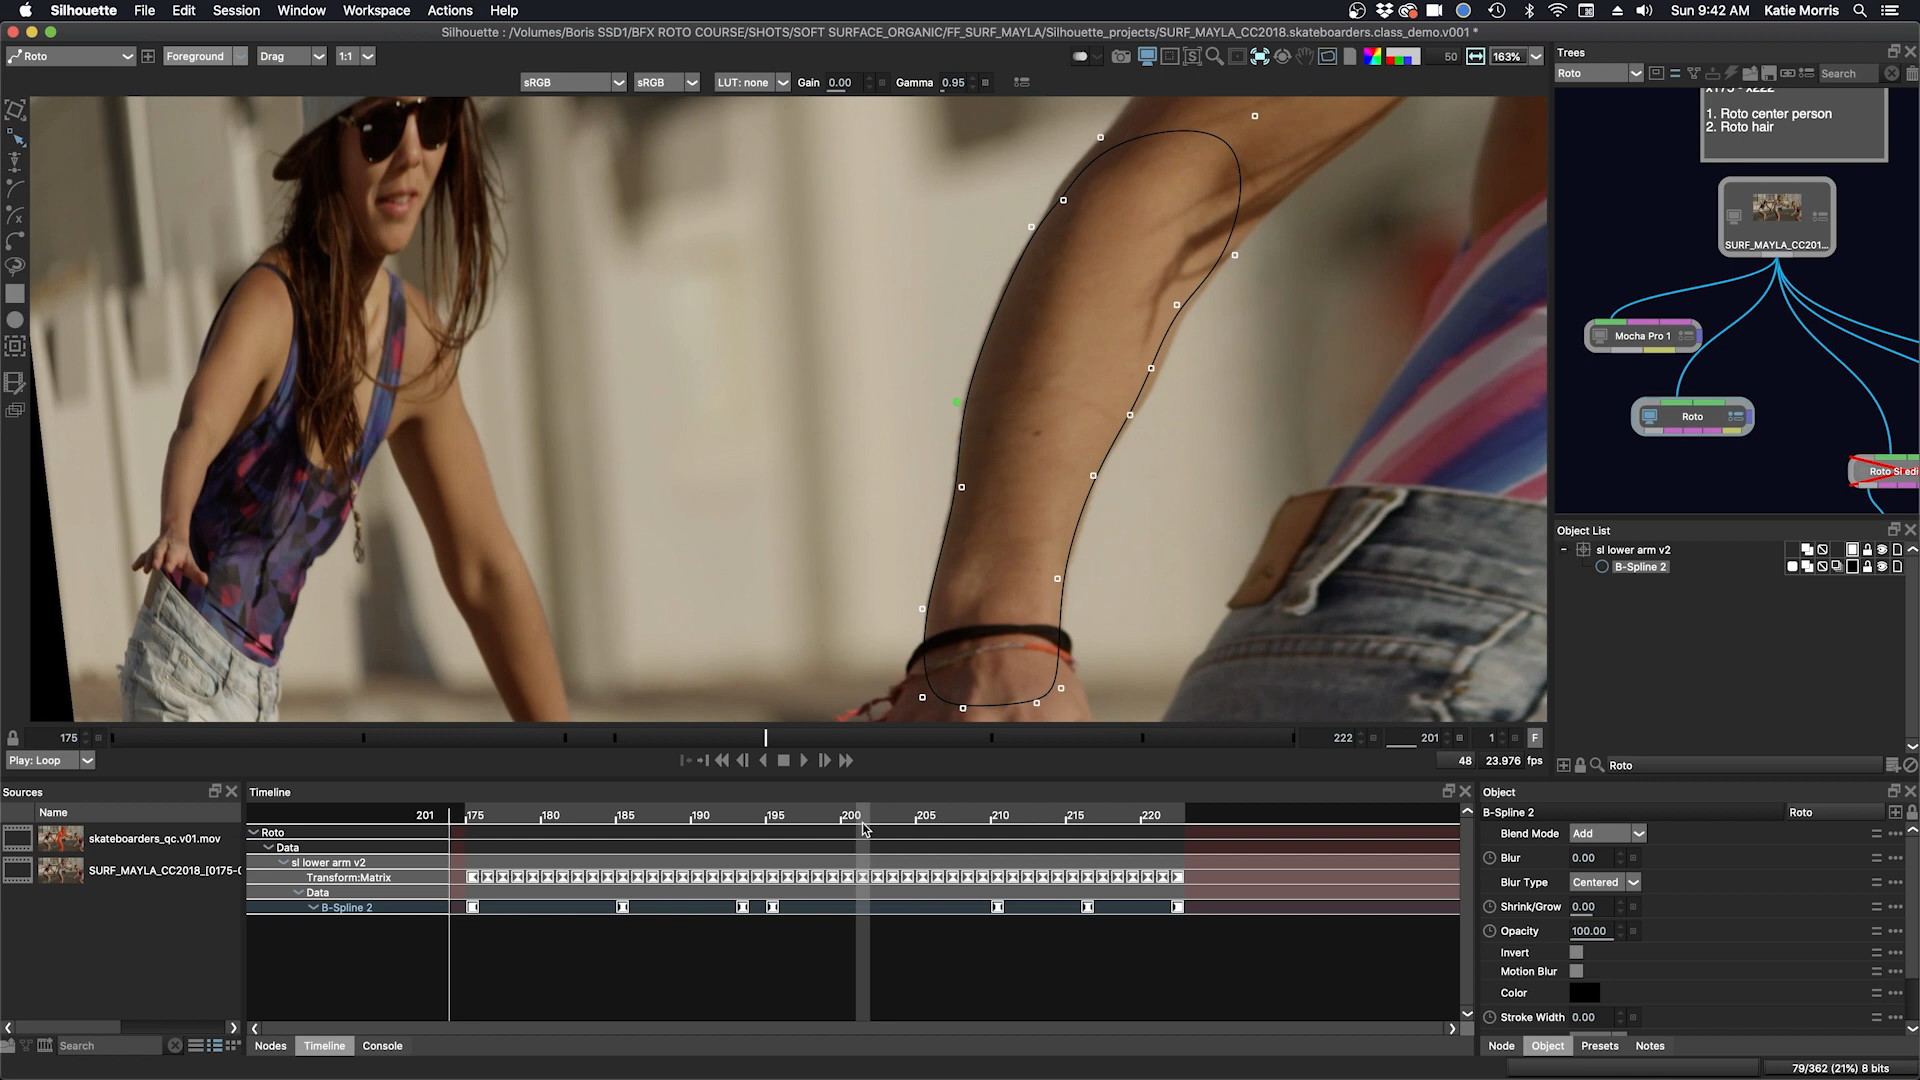 Silhouette File Edit Session Window Workspace Actions Help Sun 9:42 AM Katie Morris
Silhouette : /Volumes/Boris SSD1/BFX ROTO COURSE/SHOTS/SOFT SURFACE_ORGANIC/FF_SURF_MAYLA/Silhouette_projects/SURF_MAYLA_CC2018.skateboarders.class_demo.v001 *
Roto Foreground Drag 1:1 50 163%
sRGB sRGB LUT: none Gain 0.00 Gamma 0.95
Trees
Roto Search
x175 - x222
1. Roto center person
2. Roto hair
SURF_MAYLA_CC201...
Mocha Pro 1
Roto
Roto Sl edi
Object List
sl lower arm v2
B-Spline 2
Roto
175 222 201 1 F
Play: Loop 48 23.976 fps
Sources
Name
skateboarders_qc.v01.mov
SURF_MAYLA_CC2018_[0175-0
Search
Timeline
201 175 180 185 190 195 200 205 210 215 220
Roto
Data
sl lower arm v2
Transform:Matrix
Data
B-Spline 2
Nodes Timeline Console
Object
B-Spline 2 Roto
Blend Mode Add
Blur 0.00
Blur Type Centered
Shrink/Grow 0.00
Opacity 100.00
Invert
Motion Blur
Color
Stroke Width 0.00
Node Object Presets Notes
79/362 (21%) 8 bits